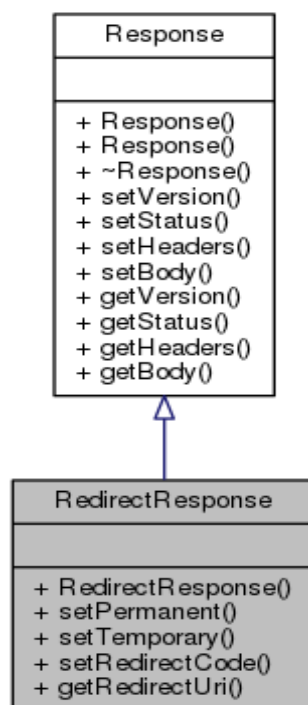 Response
+ Response()
+ Response()
+ ~Response()
+ setVersion()
+ setStatus()
+ setHeaders()
+ setBody()
+ getVersion()
+ getStatus()
+ getHeaders()
+ getBody()
RedirectResponse
+ RedirectResponse()
+ setPermanent()
+ setTemporary()
+ setRedirectCode()
+ getRedirectUri()